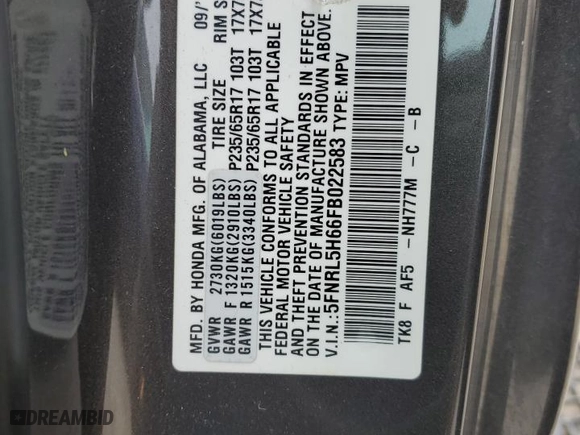 MFD. BY HONDA MFG. OF ALABAMA, LLC 09/
GVWR 2730KG(6019LBS) TIRE SIZE RIM S
GAWR F 1320KG(2910LBS) P235/65R17 103T 17X7
GAWR R 1515KG(3340LBS) P235/65R17 103T 17X7
THIS VEHICLE CONFORMS TO ALL APPLICABLE
FEDERAL MOTOR VEHICLE SAFETY
AND THEFT PREVENTION STANDARDS IN EFFECT
ON THE DATE OF MANUFACTURE SHOWN ABOVE.
V.I.N.: 5FNRL5H66FB022583 TYPE: MPV
TK8 F AF5 -NH777M -C -B
DREAMBID